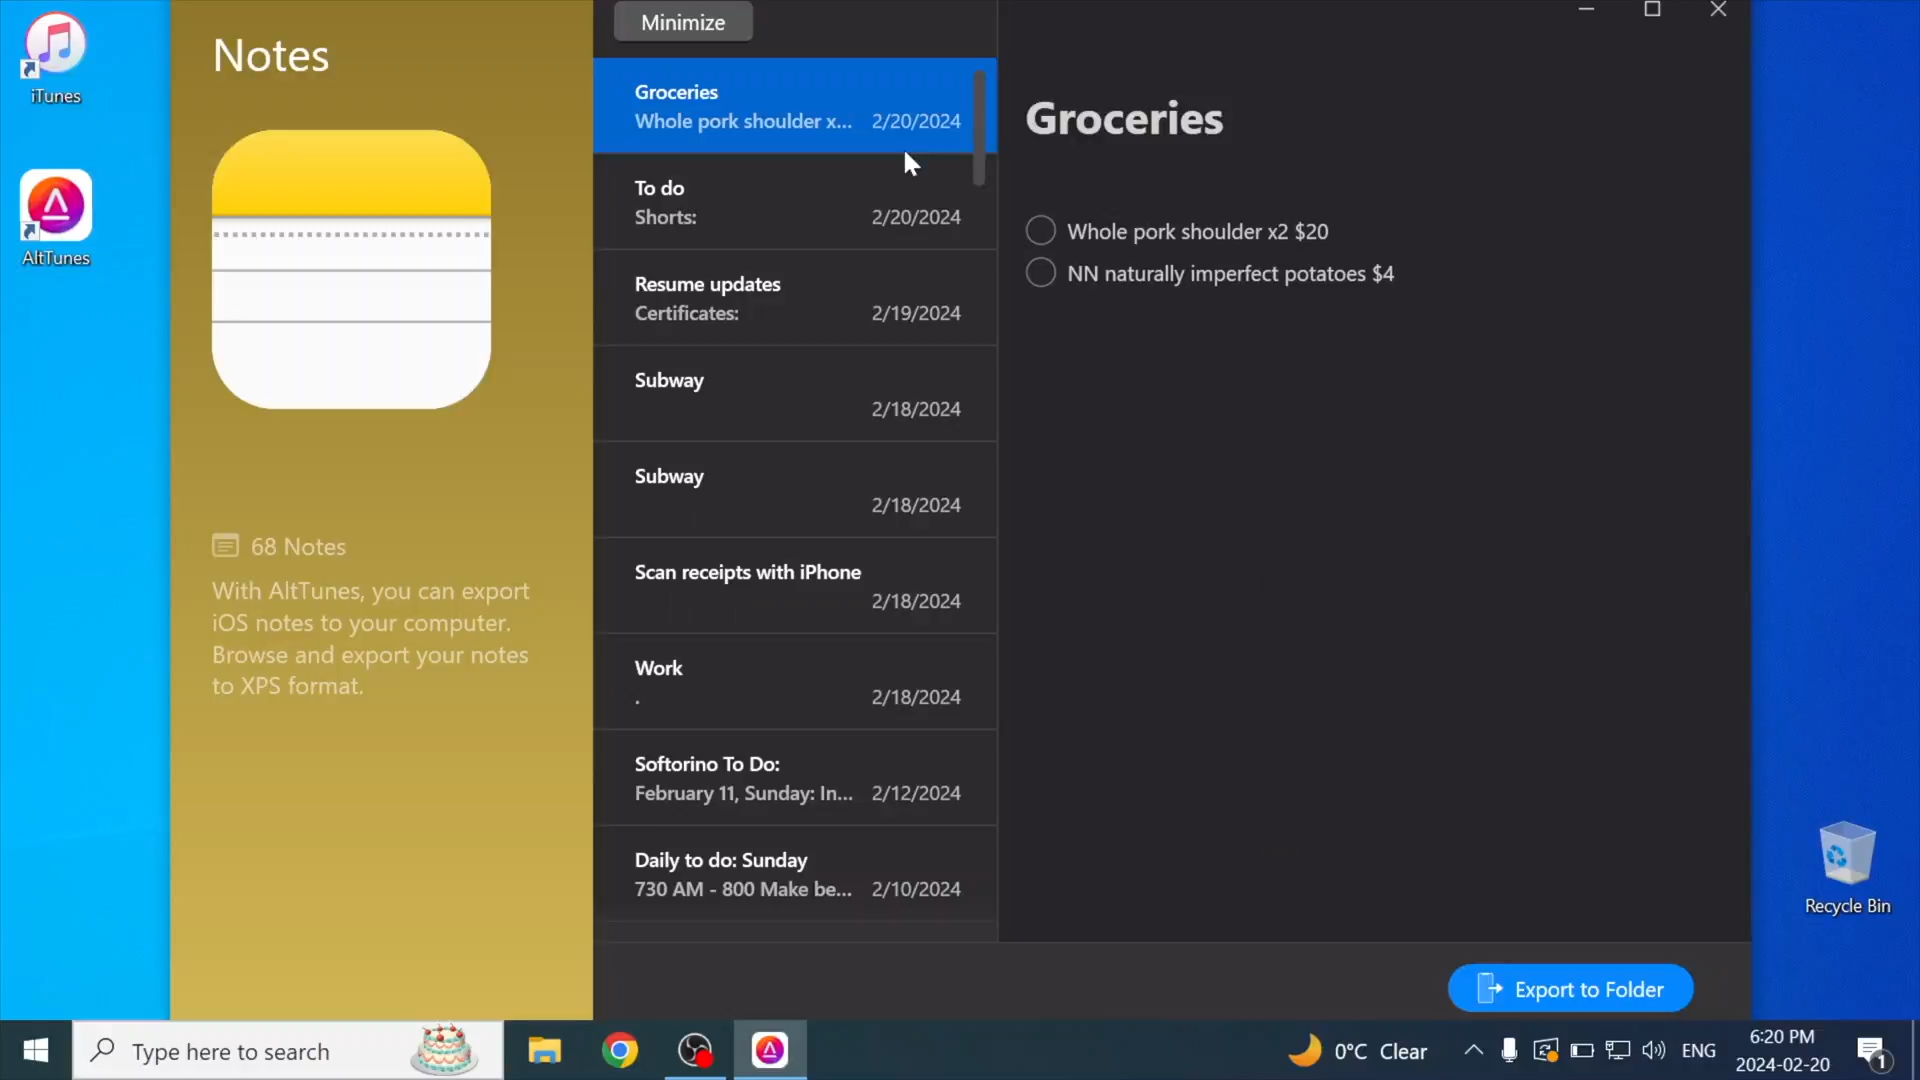 iTunes
AltTunes
Notes
68 Notes
With AltTunes, you can export
iOS notes to your computer.
Browse and export your notes
to XPS format.
Minimize
Groceries
Whole pork shoulder x... 2/20/2024
To do
Shorts: 2/20/2024
Resume updates
Certificates: 2/19/2024
Subway
2/18/2024
Subway
2/18/2024
Scan receipts with iPhone
2/18/2024
Work
. 2/18/2024
Softorino To Do:
February 11, Sunday: In... 2/12/2024
Daily to do: Sunday
730 AM - 800 Make be... 2/10/2024
Groceries
Whole pork shoulder x2 $20
NN naturally imperfect potatoes $4
Export to Folder
Recycle Bin
Type here to search
0°C Clear
ENG
6:20 PM
2024-02-20
1